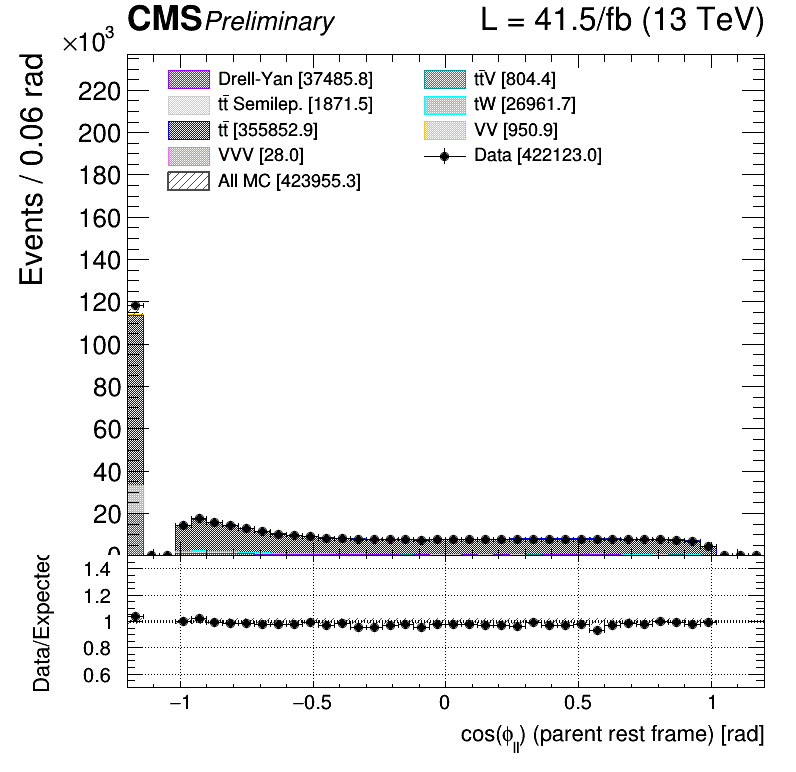 CMS Preliminary L = 41.5/fb (13 TeV)
×10³
Events / 0.06 rad
220
200
180
160
140
120
100
80
60
40
20
0
Drell-Yan [37485.8]
tt̄ Semilep. [1871.5]
tt̄ [355852.9]
VVV [28.0]
All MC [423955.3]
tt̄V [804.4]
tW [26961.7]
VV [950.9]
Data [422123.0]
Data/Expected
1.4
1.2
1
0.8
0.6
−1 −0.5 0 0.5 1
cos(ϕ_ll) (parent rest frame) [rad]